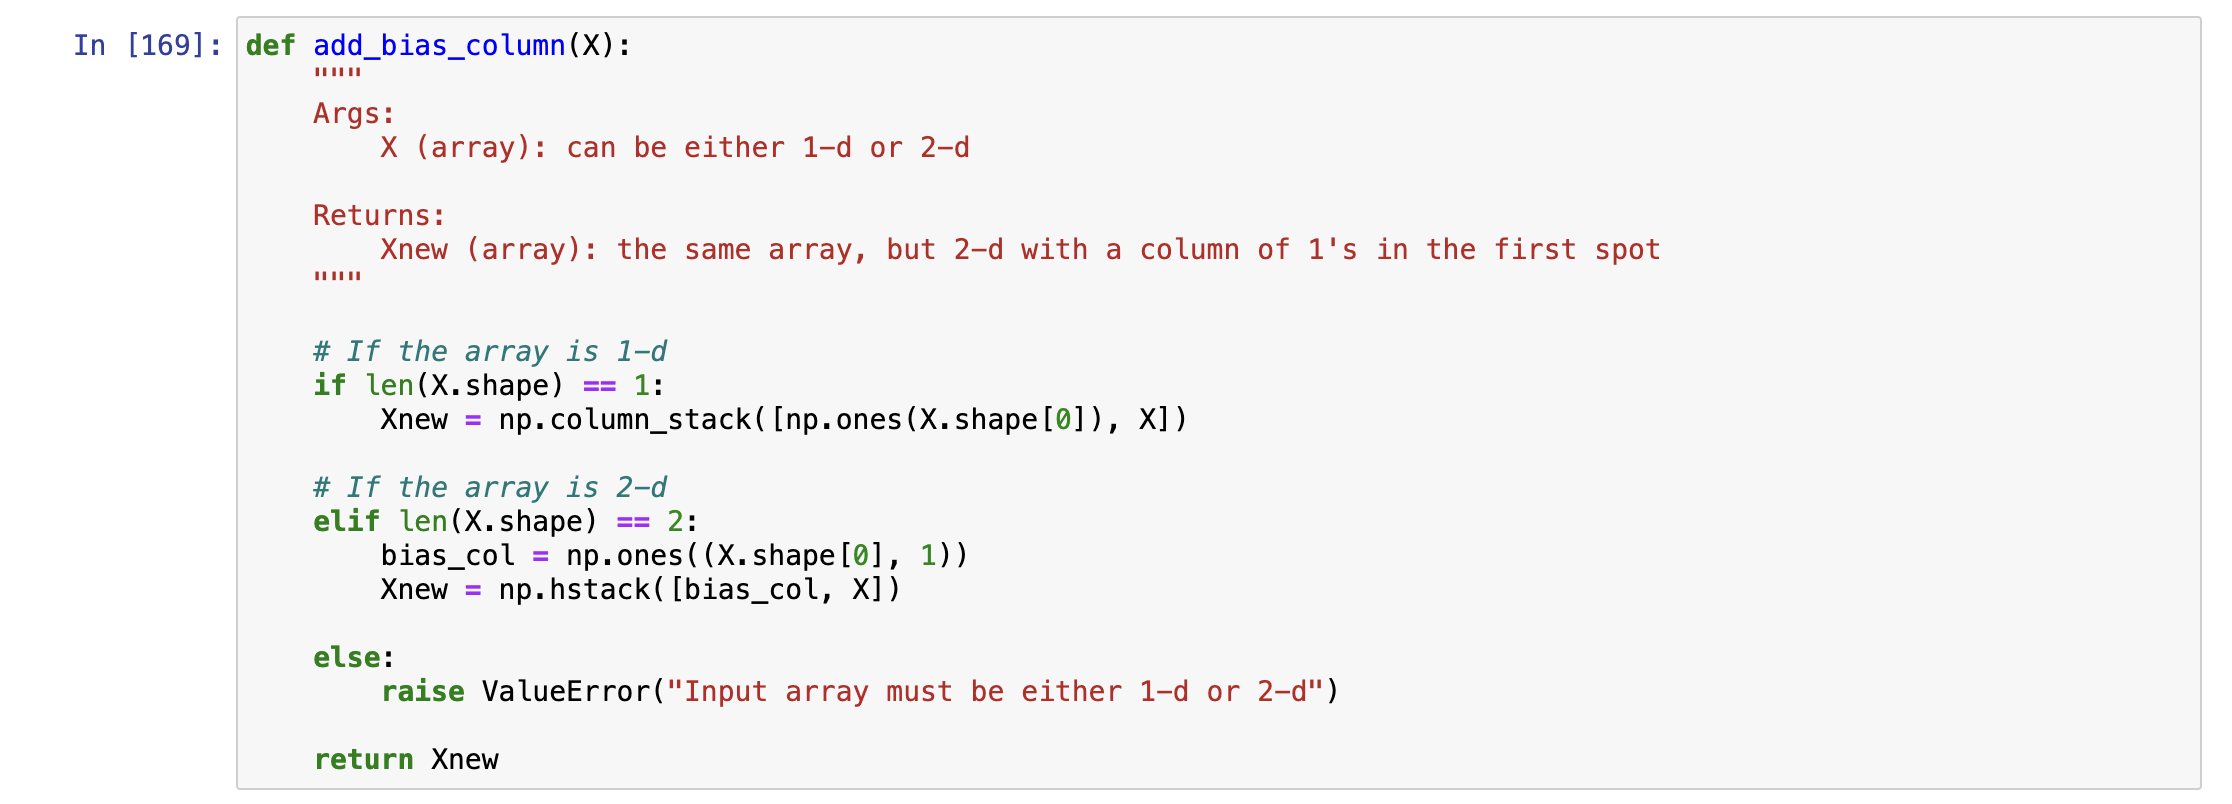 In [169]: def add_bias_column(X):
    """
    Args:
        X (array): can be either 1-d or 2-d

    Returns:
        Xnew (array): the same array, but 2-d with a column of 1's in the first spot
    """

    # If the array is 1-d
    if len(X.shape) == 1:
        Xnew = np.column_stack([np.ones(X.shape[0]), X])

    # If the array is 2-d
    elif len(X.shape) == 2:
        bias_col = np.ones((X.shape[0], 1))
        Xnew = np.hstack([bias_col, X])

    else:
        raise ValueError("Input array must be either 1-d or 2-d")

    return Xnew